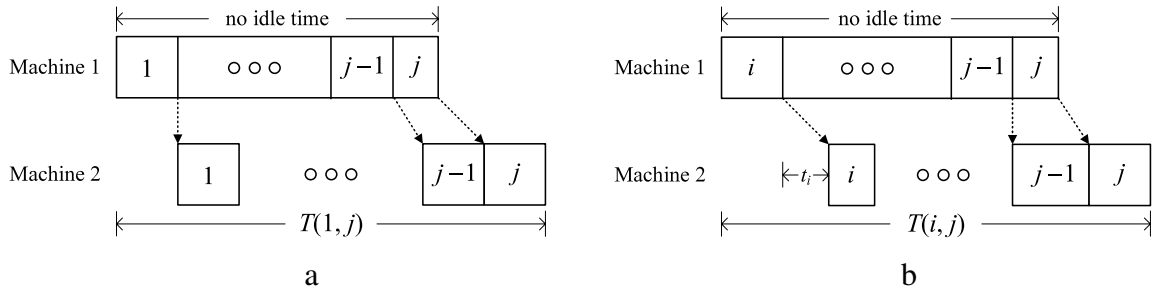 no idle time
Machine 1
1
○ ○ ○
j−1
j
Machine 2
1
○ ○ ○
j−1
j
T(1, j)
a
no idle time
Machine 1
i
○ ○ ○
j−1
j
Machine 2
tᵢ
i
○ ○ ○
j−1
j
T(i, j)
b